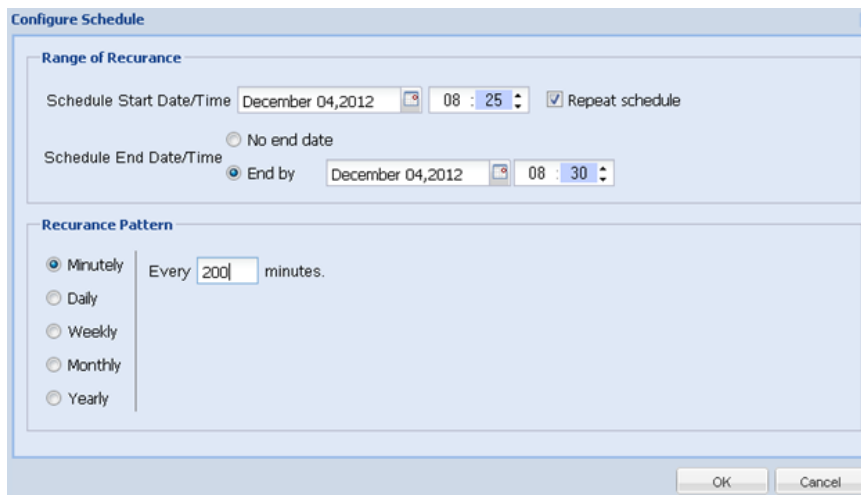 Configure Schedule
Range of Recurance
Schedule Start Date/Time December 04,2012 08 : 25 Repeat schedule
No end date
Schedule End Date/Time
End by December 04,2012 08 : 30
Recurance Pattern
Minutely Every 200 minutes.
Daily
Weekly
Monthly
Yearly
OK Cancel